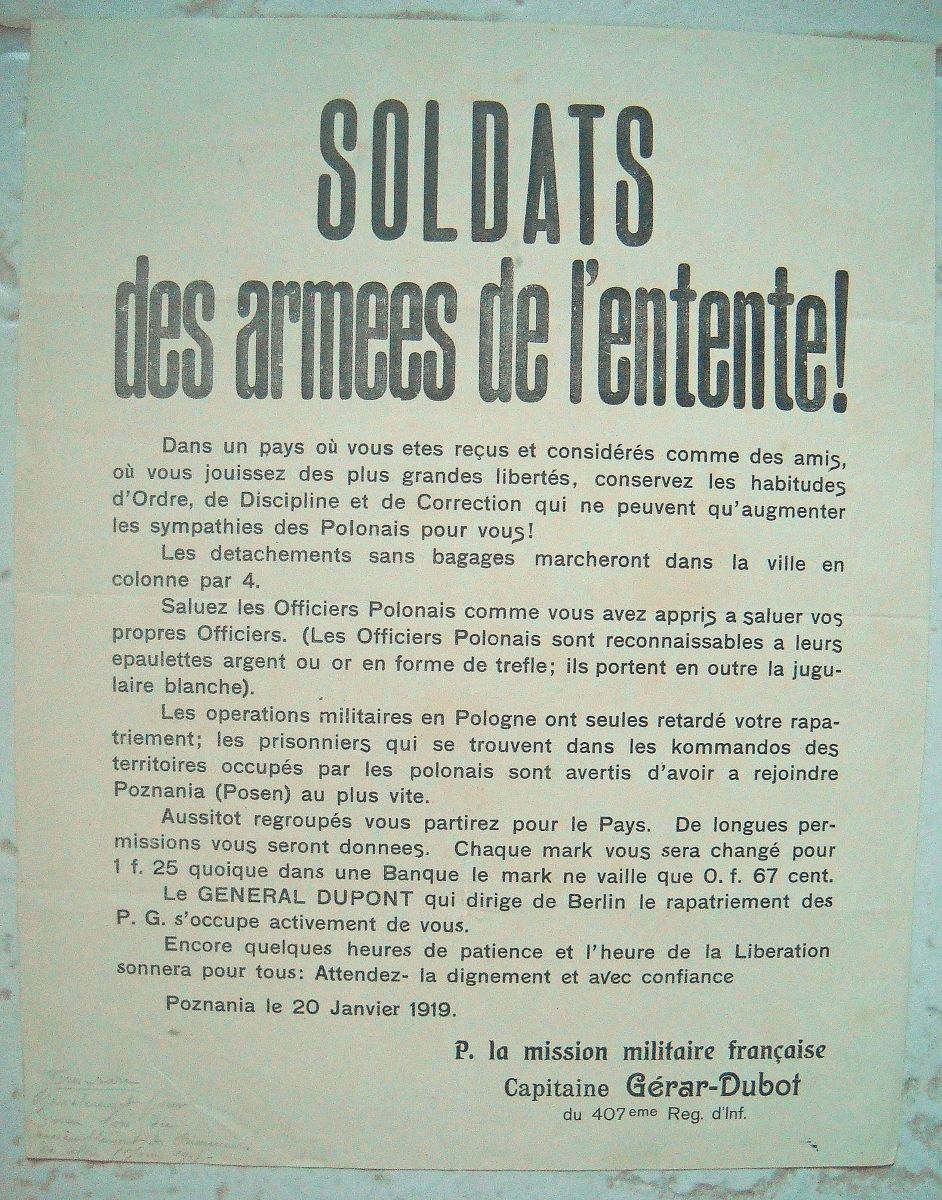 SOLDATS
des armees de l'entente!
Dans un pays où vous etes reçus et considérés comme des amis,
où vous jouissez des plus grandes libertés, conservez les habitudes
d'Ordre, de Discipline et de Correction qui ne peuvent qu'augmenter
les sympathies des Polonais pour vous!
Les detachements sans bagages marcheront dans la ville en
colonne par 4.
Saluez les Officiers Polonais comme vous avez appris a saluer vos
propres Officiers. (Les Officiers Polonais sont reconnaissables a leurs
epaulettes argent ou or en forme de trefle; ils portent en outre la jugu-
laire blanche).
Les operations militaires en Pologne ont seules retardé votre rapa-
triement; les prisonniers qui se trouvent dans les kommandos des
territoires occupés par les polonais sont avertis d'avoir a rejoindre
Poznania (Posen) au plus vite.
Aussitot regroupés vous partirez pour le Pays. De longues per-
missions vous seront donnees. Chaque mark vous sera changé pour
1 f. 25 quoique dans une Banque le mark ne vaille que 0. f. 67 cent.
Le GENERAL DUPONT qui dirige de Berlin le rapatriement des
P. G. s'occupe activement de vous.
Encore quelques heures de patience et l'heure de la Liberation
sonnera pour tous: Attendez- la dignement et avec confiance
Poznania le 20 Janvier 1919.
P. la mission militaire française
Capitaine Gérar-Dubot
du 407eme Reg. d'Inf.